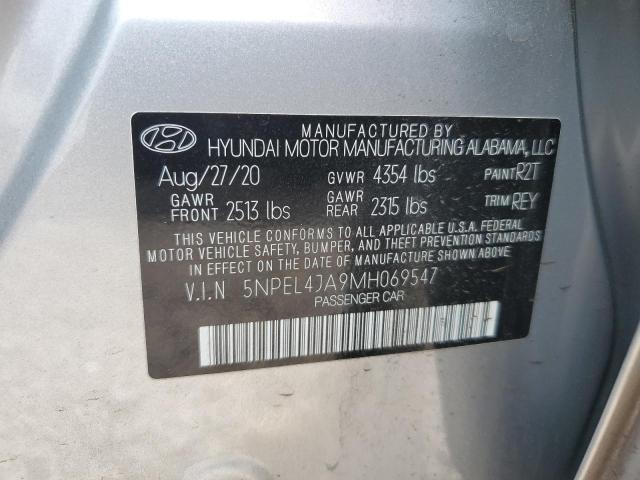 MANUFACTURED BY
HYUNDAI MOTOR MANUFACTURING ALABAMA, LLC
Aug/27/20 GVWR 4354 lbs PAINT R2T
GAWR FRONT 2513 lbs GAWR REAR 2315 lbs TRIM REY
THIS VEHICLE CONFORMS TO ALL APPLICABLE U.S.A. FEDERAL
MOTOR VEHICLE SAFETY, BUMPER, AND THEFT PREVENTION STANDARDS
IN EFFECT ON THE DATE OF MANUFACTURE SHOWN ABOVE
V.I.N 5NPEL4JA9MH069547
PASSENGER CAR